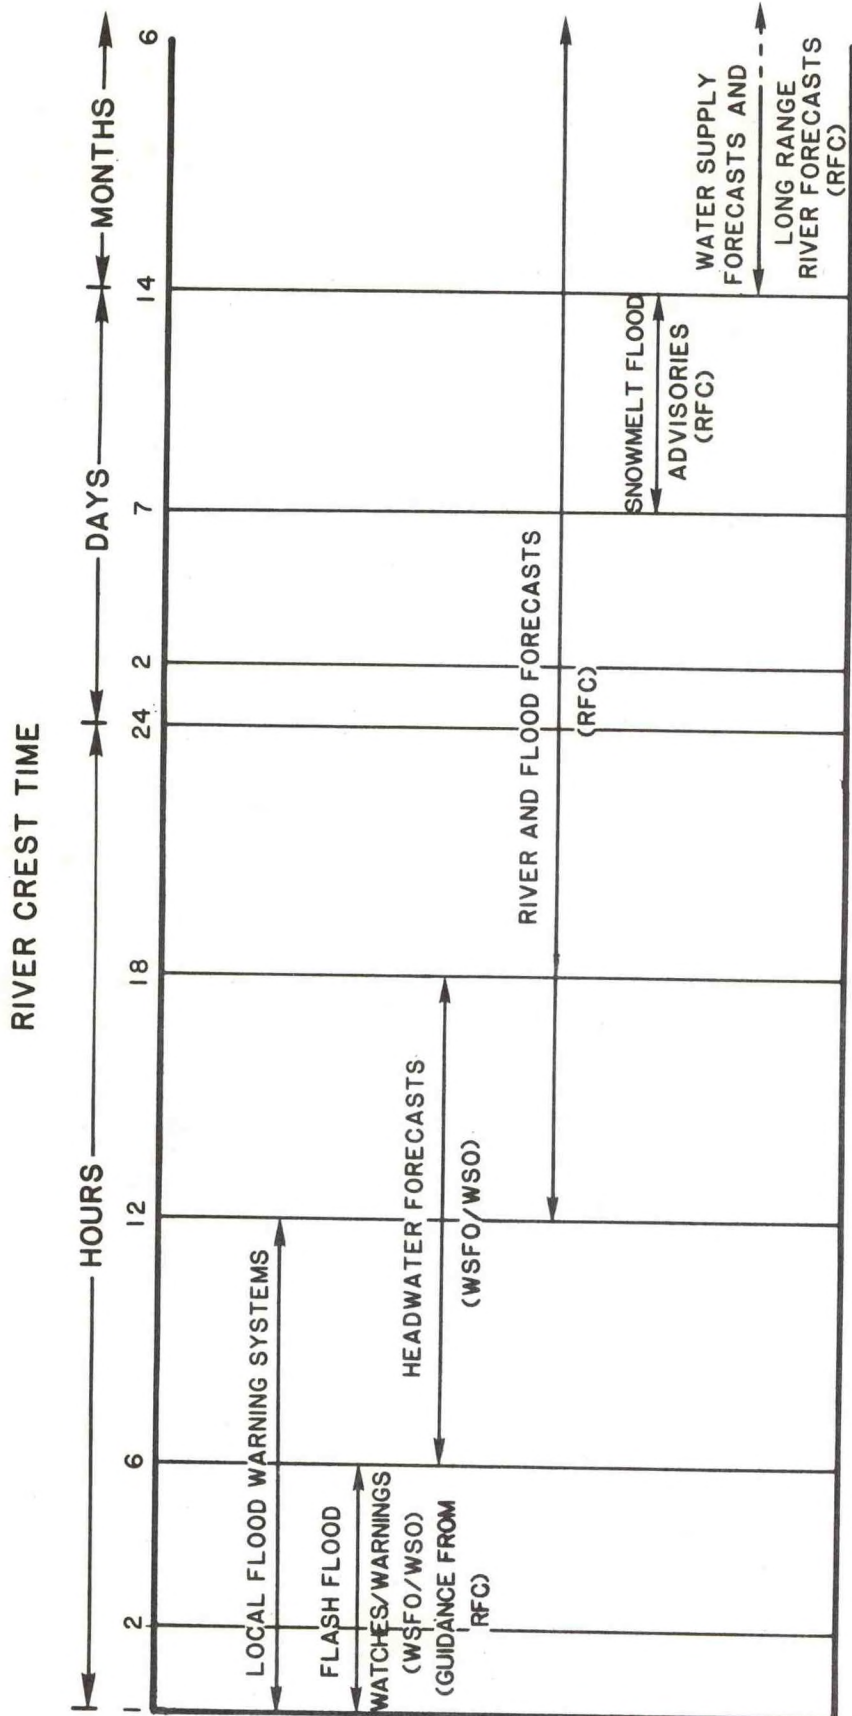 RIVER CREST TIME
HOURS
DAYS
MONTHS
1 2 6 12 18 24 2 7 14 6
LOCAL FLOOD WARNING SYSTEMS
FLASH FLOOD
WATCHES/WARNINGS
(WSFO/WSO)
(GUIDANCE FROM
RFC)
HEADWATER FORECASTS
(WSFO/WSO)
RIVER AND FLOOD FORECASTS
(RFC)
SNOWMELT FLOOD
ADVISORIES
(RFC)
WATER SUPPLY
FORECASTS AND
LONG RANGE
RIVER FORECASTS
(RFC)